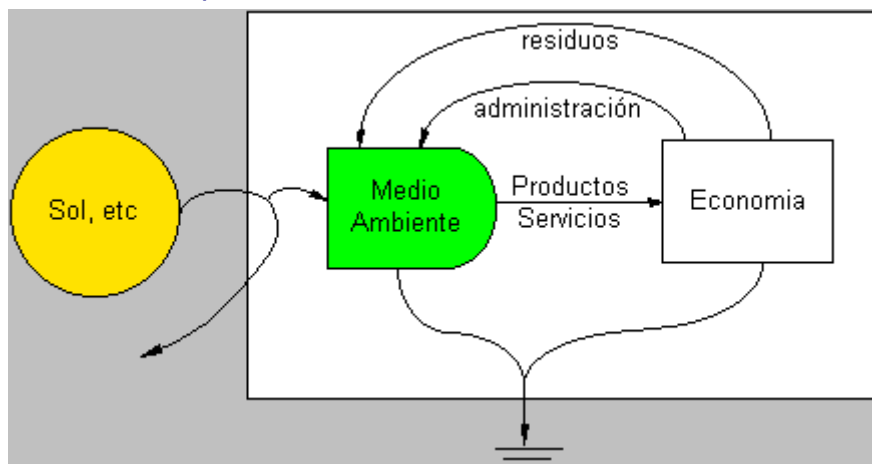 residuos
administración
Sol, etc
Medio
Ambiente
Productos
Servicios
Economia